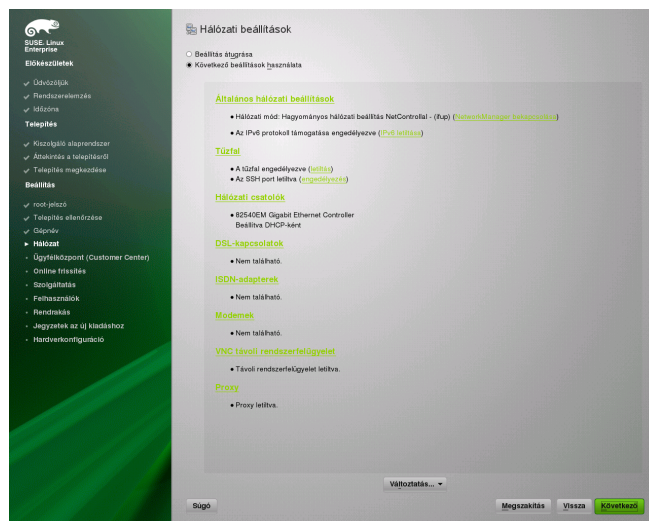 SUSE. Linux
Enterprise
Előkészületek
Üdvözöljük
Rendszerelemzés
Időzóna
Telepítés
Kiszolgáló alaprendszer
Áttekintés a telepítésről
Telepítés megkezdése
Beállítás
root-jelszó
Telepítés ellenőrzése
Gépnév
Hálózat
Ügyfélközpont (Customer Center)
Online frissítés
Szolgáltatás
Felhasználók
Rendrakás
Jegyzetek az új kiadáshoz
Hardverkonfiguráció
Hálózati beállítások
Beállítás átugrása
Következő beállítások használata
Általános hálózati beállítások
Hálózati mód: Hagyományos hálózati beállítás NetControllal - (ifup) (NetworkManager bekapcsolása)
Az IPv6 protokoll támogatása engedélyezve (IPv6 letiltása)
Tűzfal
A tűzfal engedélyezve (letiltás)
Az SSH port letiltva (engedélyezés)
Hálózati csatolók
82540EM Gigabit Ethernet Controller
Beállítva DHCP-ként
DSL-kapcsolatok
Nem található.
ISDN-adapterek
Nem található.
Modemek
Nem található.
VNC távoli rendszerfelügyelet
Távoli rendszerfelügyelet letiltva.
Proxy
Proxy letiltva.
Változtatás...
Súgó
Megszakítás
Vissza
Következő